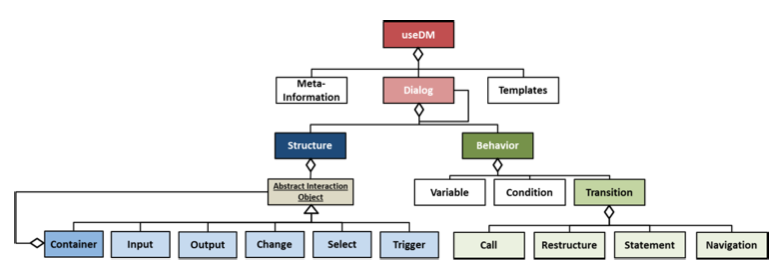 useDM
Meta-
Information
Dialog
Templates
Structure
Behavior
Abstract Interaction
Object
Variable
Condition
Transition
Container
Input
Output
Change
Select
Trigger
Call
Restructure
Statement
Navigation